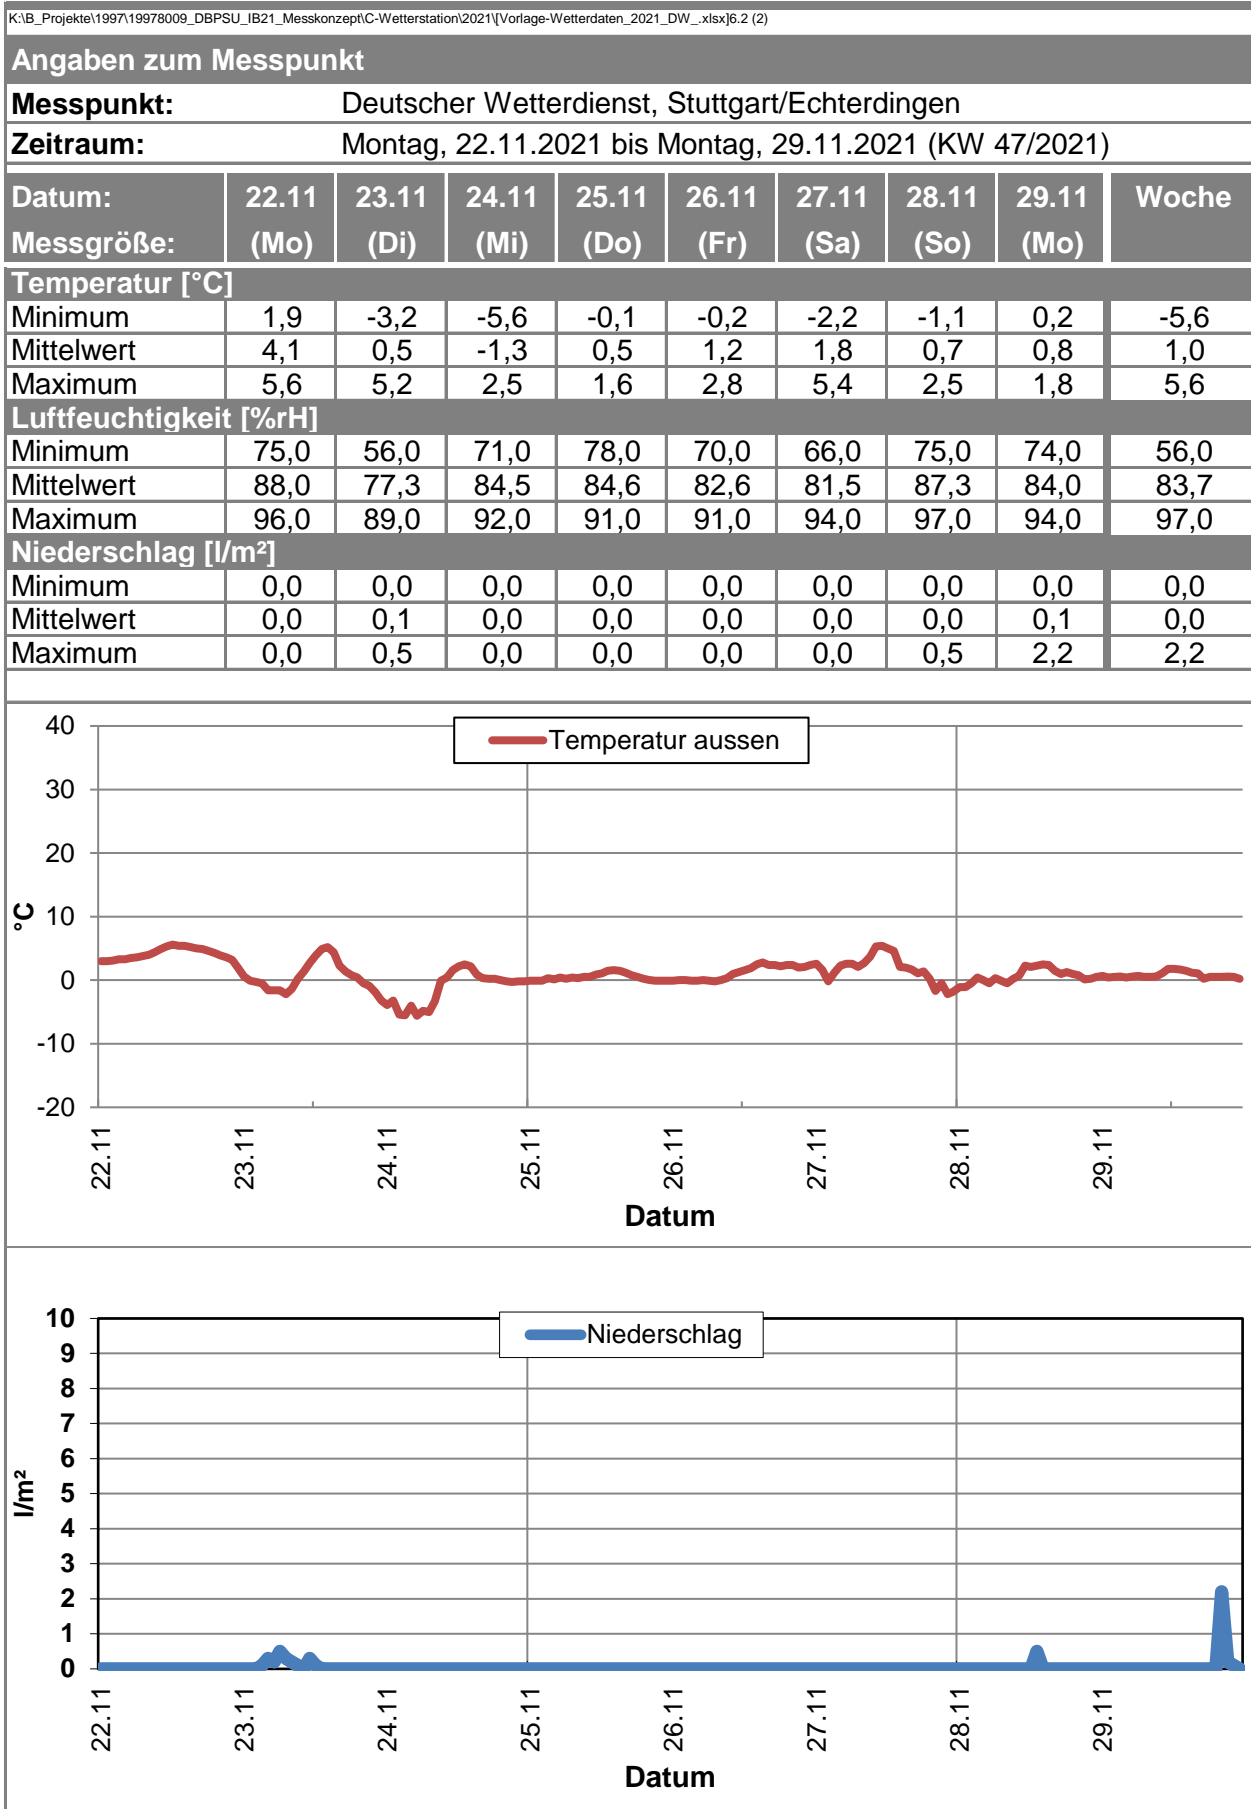 K:\B_Projekte\1997\19978009_DBPSU_IB21_Messkonzept\C-Wetterstation\2021\[Vorlage-Wetterdaten_2021_DW_.xlsx]6.2 (2)
Angaben zum Messpunkt
Messpunkt: Deutscher Wetterdienst, Stuttgart/Echterdingen
Zeitraum: Montag, 22.11.2021 bis Montag, 29.11.2021 (KW 47/2021)
Datum: 22.11 23.11 24.11 25.11 26.11 27.11 28.11 29.11 Woche
Messgröße: (Mo) (Di) (Mi) (Do) (Fr) (Sa) (So) (Mo)
Temperatur [°C]
Minimum 1,9 -3,2 -5,6 -0,1 -0,2 -2,2 -1,1 0,2 -5,6
Mittelwert 4,1 0,5 -1,3 0,5 1,2 1,8 0,7 0,8 1,0
Maximum 5,6 5,2 2,5 1,6 2,8 5,4 2,5 1,8 5,6
Luftfeuchtigkeit [%rH]
Minimum 75,0 56,0 71,0 78,0 70,0 66,0 75,0 74,0 56,0
Mittelwert 88,0 77,3 84,5 84,6 82,6 81,5 87,3 84,0 83,7
Maximum 96,0 89,0 92,0 91,0 91,0 94,0 97,0 94,0 97,0
Niederschlag [l/m²]
Minimum 0,0 0,0 0,0 0,0 0,0 0,0 0,0 0,0 0,0
Mittelwert 0,0 0,1 0,0 0,0 0,0 0,0 0,0 0,1 0,0
Maximum 0,0 0,5 0,0 0,0 0,0 0,0 0,5 2,2 2,2
Temperatur aussen
40
30
20
10
0
-10
-20
°C
22.11 23.11 24.11 25.11 26.11 27.11 28.11 29.11
Datum
Niederschlag
10
9
8
7
6
5
4
3
2
1
0
l/m²
22.11 23.11 24.11 25.11 26.11 27.11 28.11 29.11
Datum